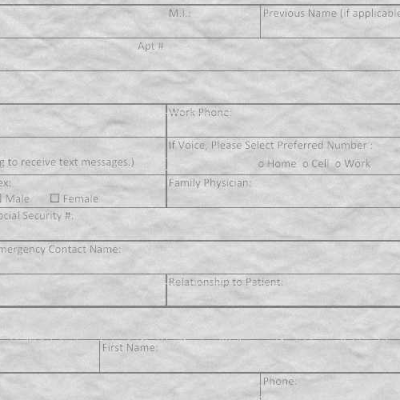 M.I.: Previous Name (if applicable
Apt #
Work Phone:
If Voice, Please Select Preferred Number :
g to receive text messages.) o Home o Cell o Work
ex: Family Physician:
Male ☐ Female
ocial Security #:
mergency Contact Name:
Relationship to Patient:
First Name:
Phone: